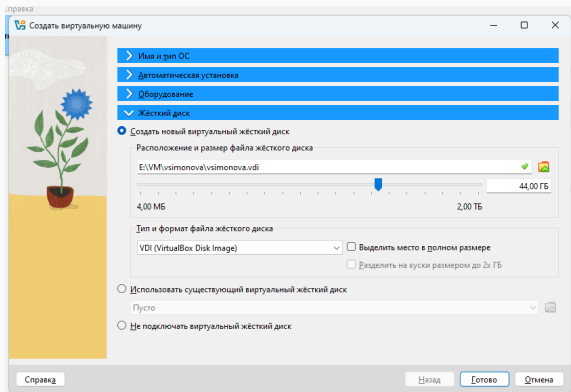 Справка
Создать виртуальную машину
Имя и тип ОС
Автоматическая установка
Оборудование
Жёсткий диск
Создать новый виртуальный жёсткий диск
Расположение и размер файла жёсткого диска
E:\VM\vsimonova\vsimonova.vdi
44,00 ГБ
4,00 МБ 2,00 ТБ
Тип и формат файла жёсткого диска
VDI (VirtualBox Disk Image) Выделить место в полном размере
Разделить на куски размером до 2х ГБ
Использовать существующий виртуальный жёсткий диск
Пусто
Не подключать виртуальный жёсткий диск
Справка Назад Готово Отмена